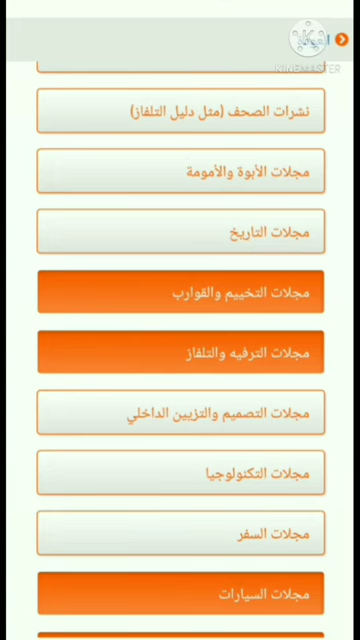 KINEMASTER
نشرات الصحف (مثل دليل التلفاز)
مجلات الأبوة والأمومة
مجلات التاريخ
مجلات التخييم والقوارب
مجلات الترفيه والتلفاز
مجلات التصميم والتزيين الداخلي
مجلات التكنولوجيا
مجلات السفر
مجلات السيارات